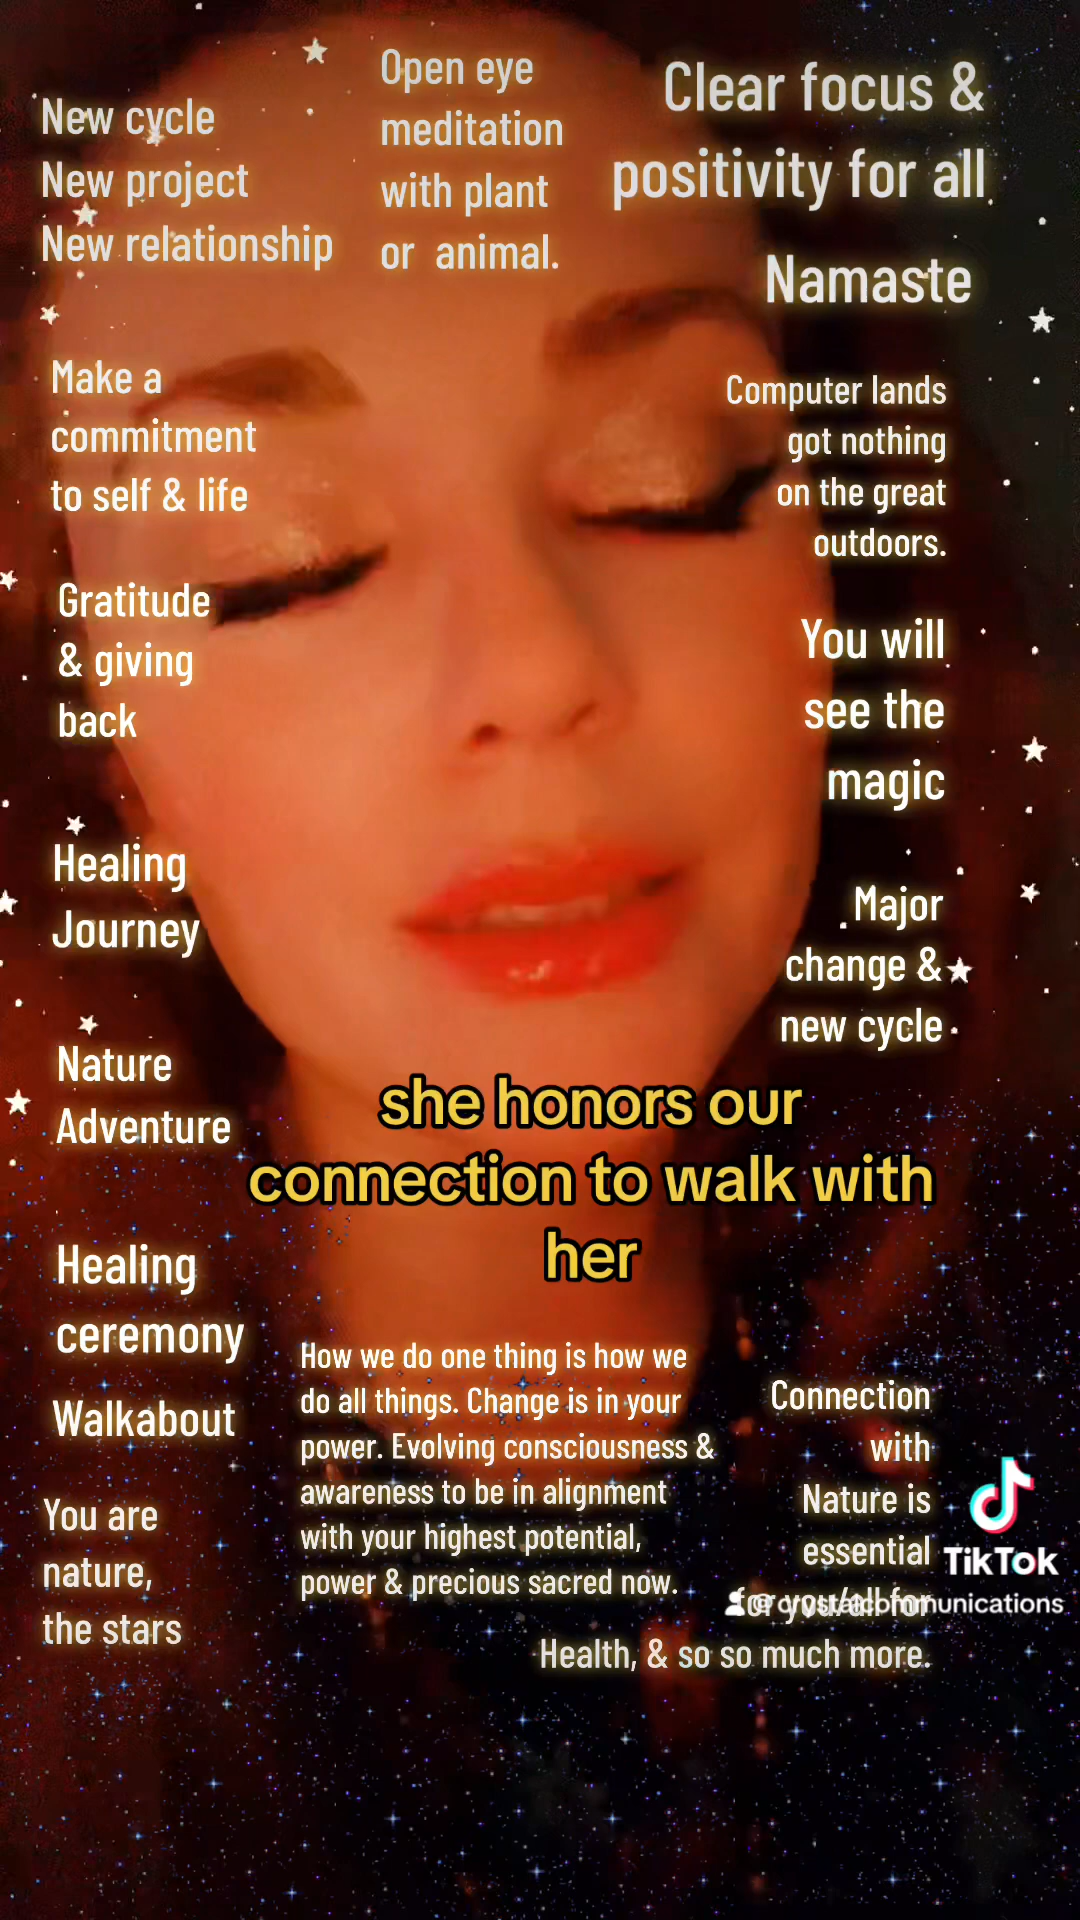 New cycle
New project
New relationship
Open eye
meditation
with plant
or animal.
Clear focus &
positivity for all
Namaste
Make a
commitment
to self & life
Computer lands
got nothing
on the great
outdoors.
Gratitude
& giving
back
You will
see the
magic
Healing
Journey
Major
change &
new cycle
Nature
Adventure
she honors our
connection to walk with
her
Healing
ceremony
Walkabout
You are
nature,
the stars
How we do one thing is how we
do all things. Change is in your
power. Evolving consciousness &
awareness to be in alignment
with your highest potential,
power & precious sacred now.
Connection
with
Nature is
essential
for you/all for
Health, & so so much more.
TikTok
@crystalcommunications